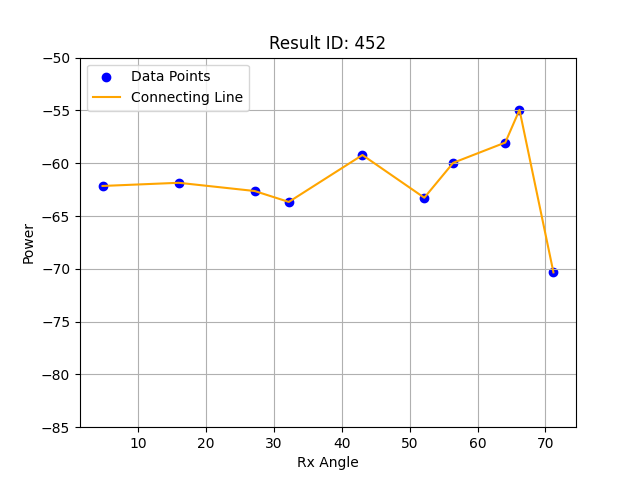 Result ID: 452
Data Points
Connecting Line
−50
−55
−60
−65
−70
−75
−80
−85
Power
10 20 30 40 50 60 70
Rx Angle